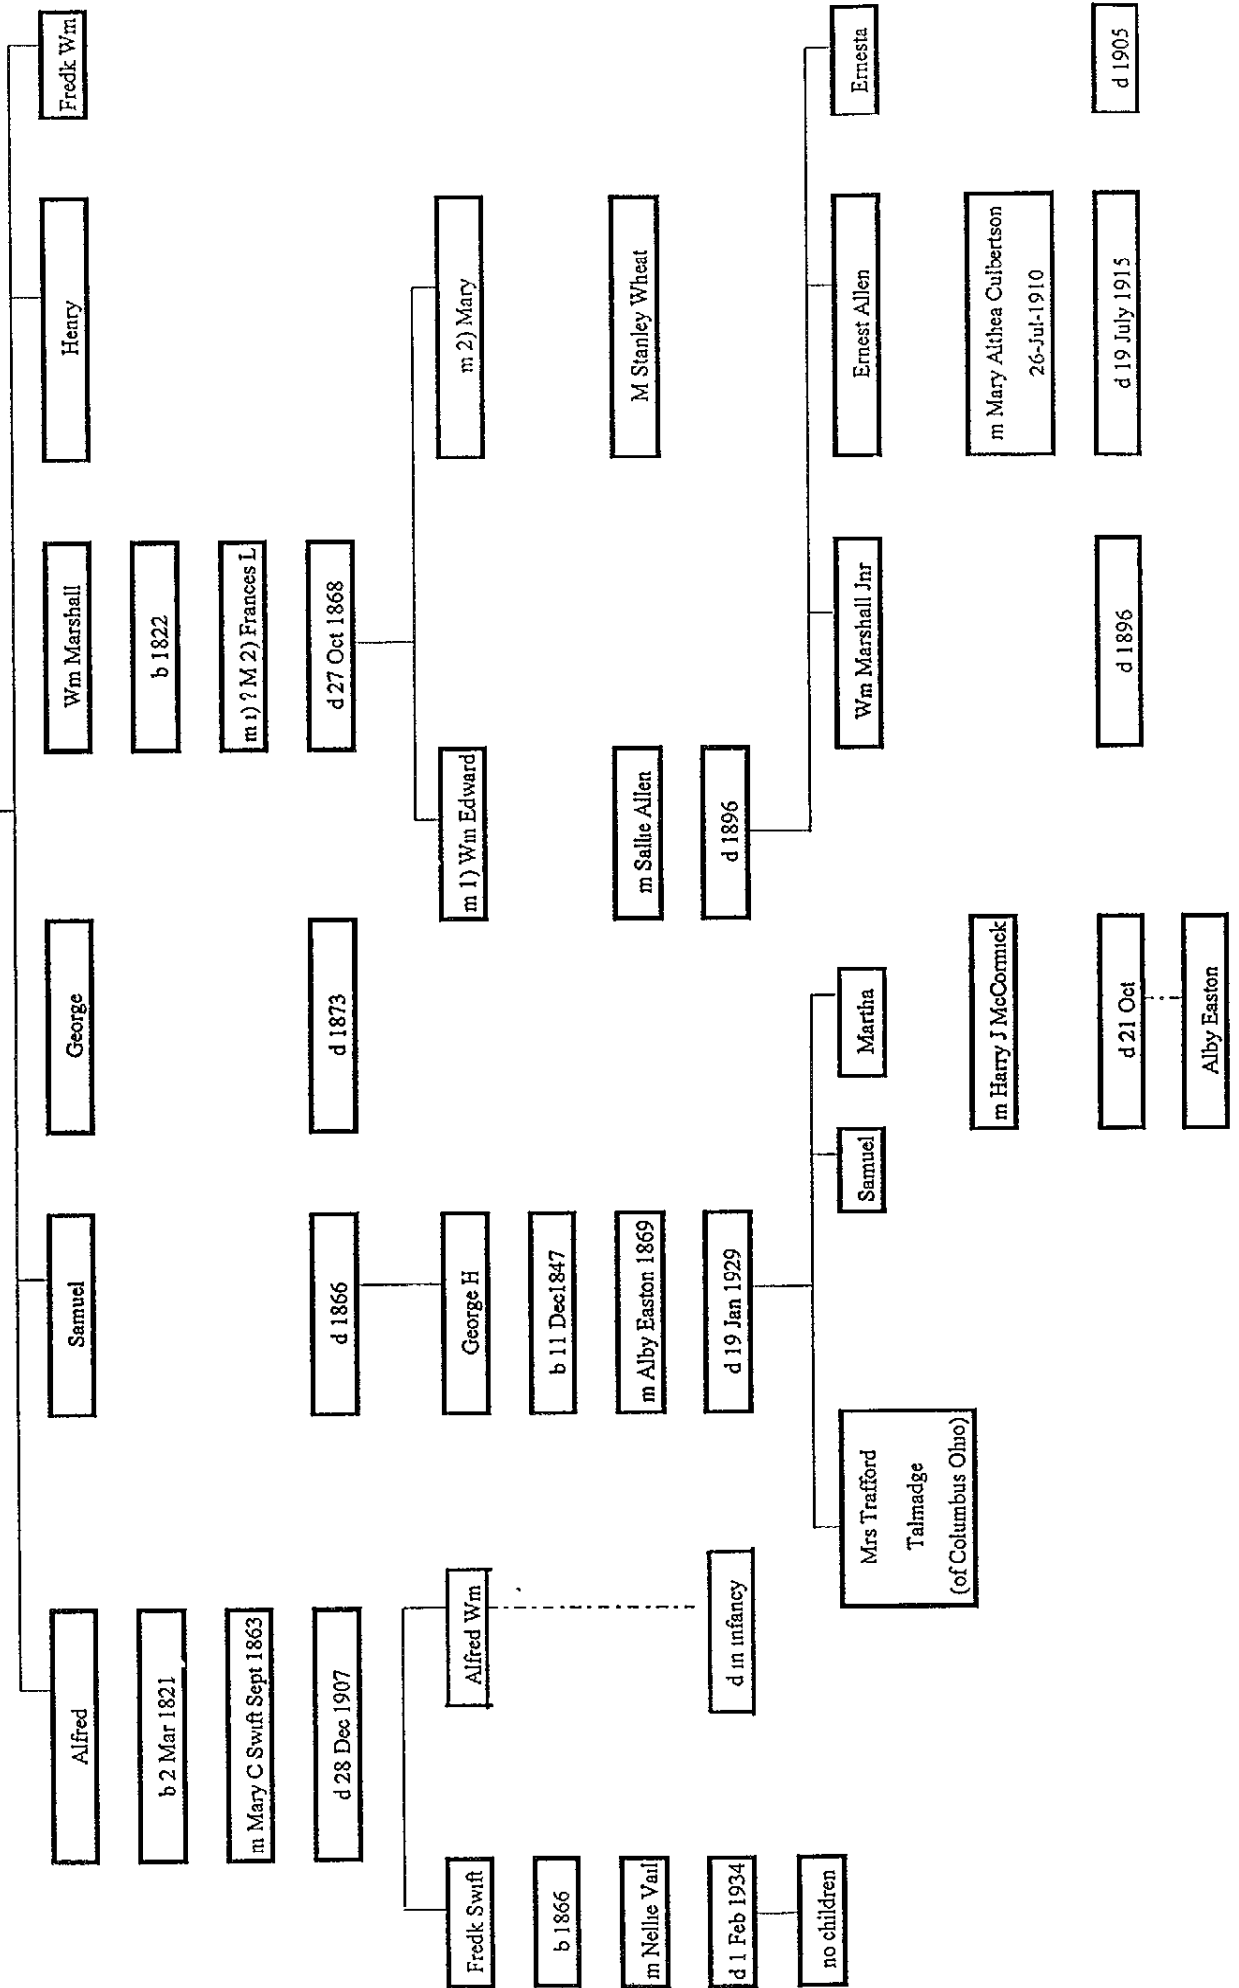 Alfred
Samuel
George
Wm Marshall
Henry
Fredk Wm
b 2 Mar 1821
b 1822
m Mary C Swift Sept 1863
m 1) ? M 2) Frances L
d 28 Dec 1907
d 1866
d 1873
d 27 Oct 1868
Fredk Swift
Alfred Wm
George H
m 1) Wm Edward
m 2) Mary
b 1866
b 11 Dec1847
m Nellie Vail
m Alby Easton 1869
m Sallie Allen
M Stanley Wheat
d 1 Feb 1934
d in infancy
d 19 Jan 1929
d 1896
no children
Mrs Trafford
Talmadge
(of Columbus Ohio)
Samuel
Martha
Wm Marshall Jnr
Ernest Allen
Ernesta
m Harry J McCormick
m Mary Althea Culbertson
26-Jul-1910
d 21 Oct
d 1896
d 19 July 1915
d 1905
Alby Easton